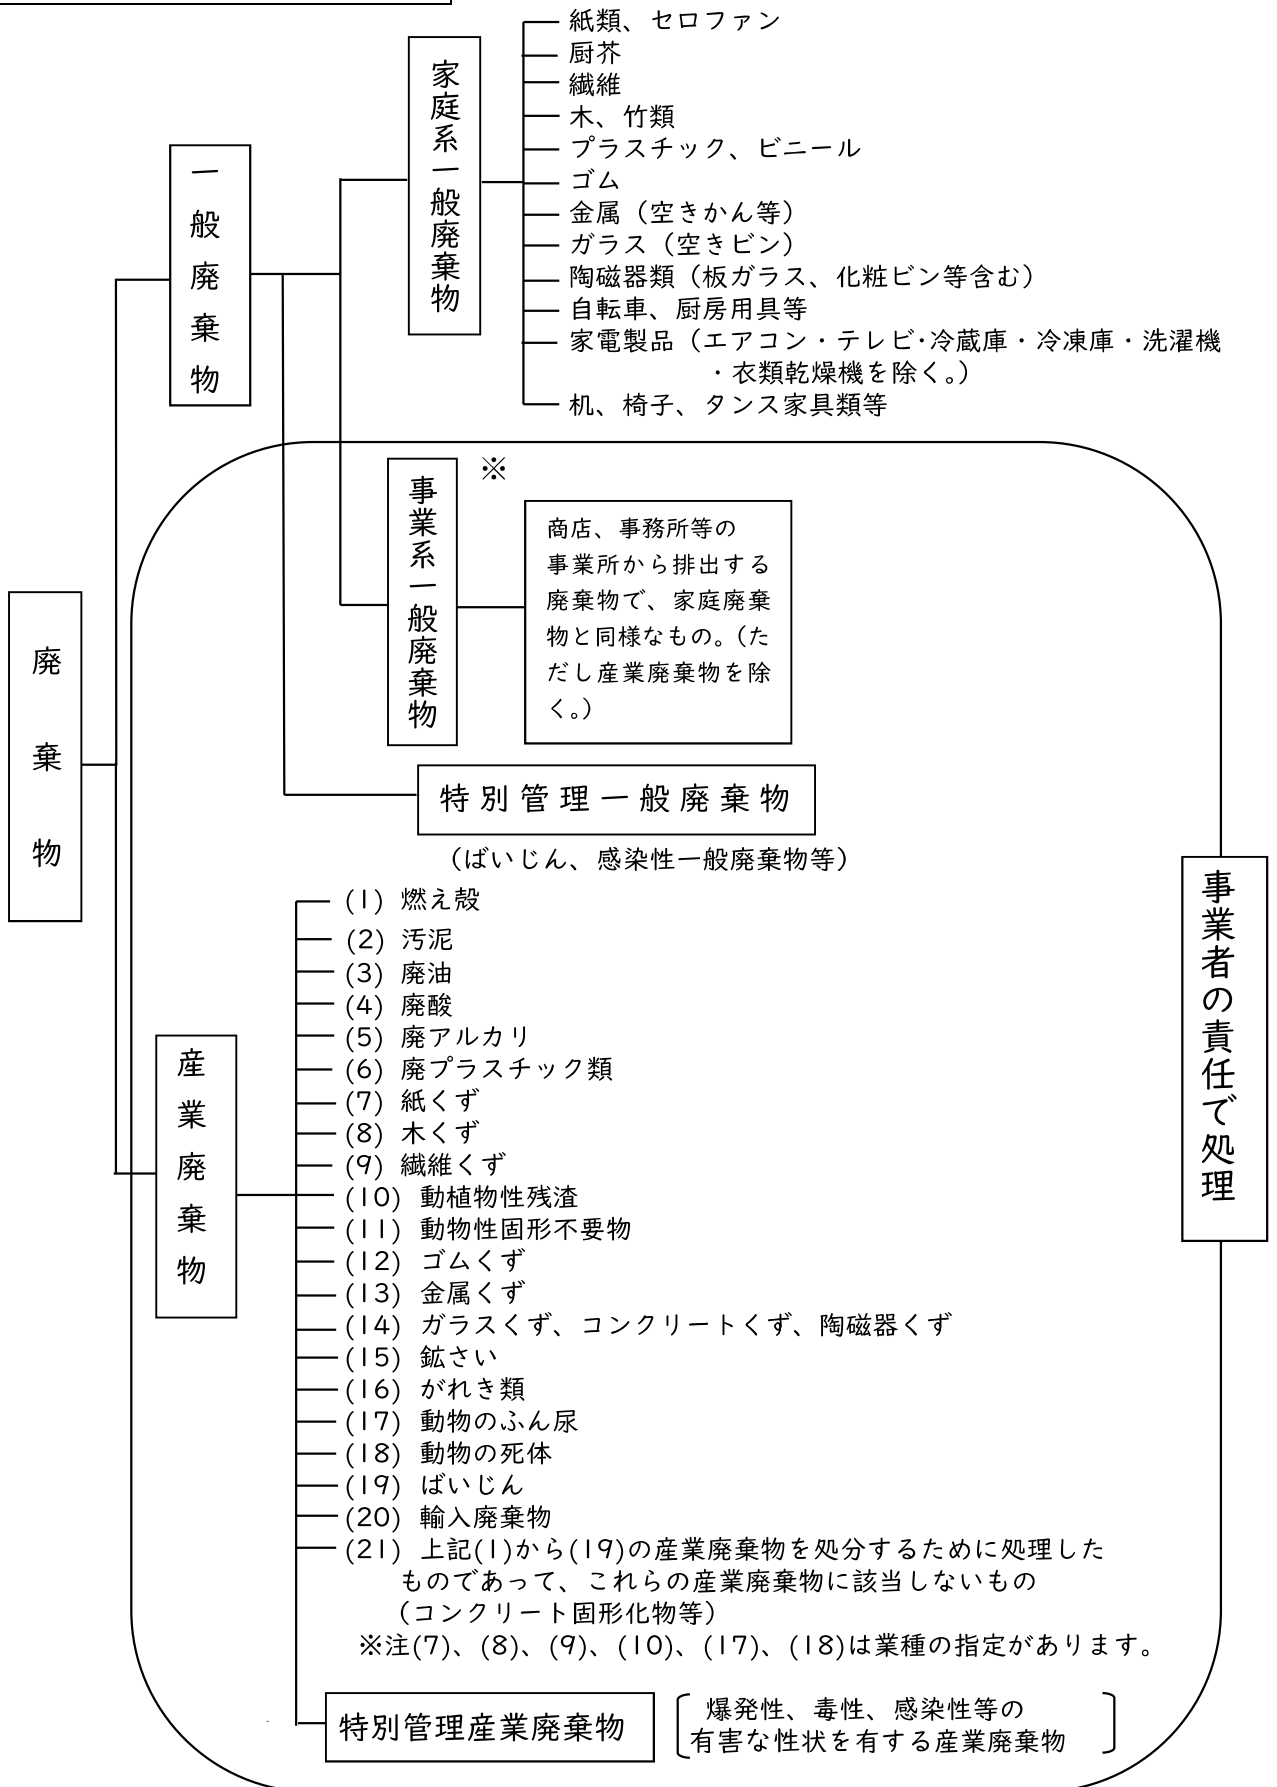 廃棄物
一般廃棄物
家庭系一般廃棄物
紙類、セロファン
厨芥
繊維
木、竹類
プラスチック、ビニール
ゴム
金属（空きかん等）
ガラス（空きビン）
陶磁器類（板ガラス、化粧ビン等含む）
自転車、厨房用具等
家電製品（エアコン・テレビ・冷蔵庫・冷凍庫・洗濯機
・衣類乾燥機を除く。）
机、椅子、タンス家具類等
事業系一般廃棄物
※
商店、事務所等の
事業所から排出する
廃棄物で、家庭廃棄
物と同様なもの。（た
だし産業廃棄物を除
く。）
特別管理一般廃棄物
（ばいじん、感染性一般廃棄物等）
産業廃棄物
(1) 燃え殻
(2) 汚泥
(3) 廃油
(4) 廃酸
(5) 廃アルカリ
(6) 廃プラスチック類
(7) 紙くず
(8) 木くず
(9) 繊維くず
(10) 動植物性残渣
(11) 動物性固形不要物
(12) ゴムくず
(13) 金属くず
(14) ガラスくず、コンクリートくず、陶磁器くず
(15) 鉱さい
(16) がれき類
(17) 動物のふん尿
(18) 動物の死体
(19) ばいじん
(20) 輸入廃棄物
(21) 上記(1)から(19)の産業廃棄物を処分するために処理した
ものであって、これらの産業廃棄物に該当しないもの
（コンクリート固形化物等）
※注(7)、(8)、(9)、(10)、(17)、(18)は業種の指定があります。
特別管理産業廃棄物
爆発性、毒性、感染性等の
有害な性状を有する産業廃棄物
事業者の責任で処理